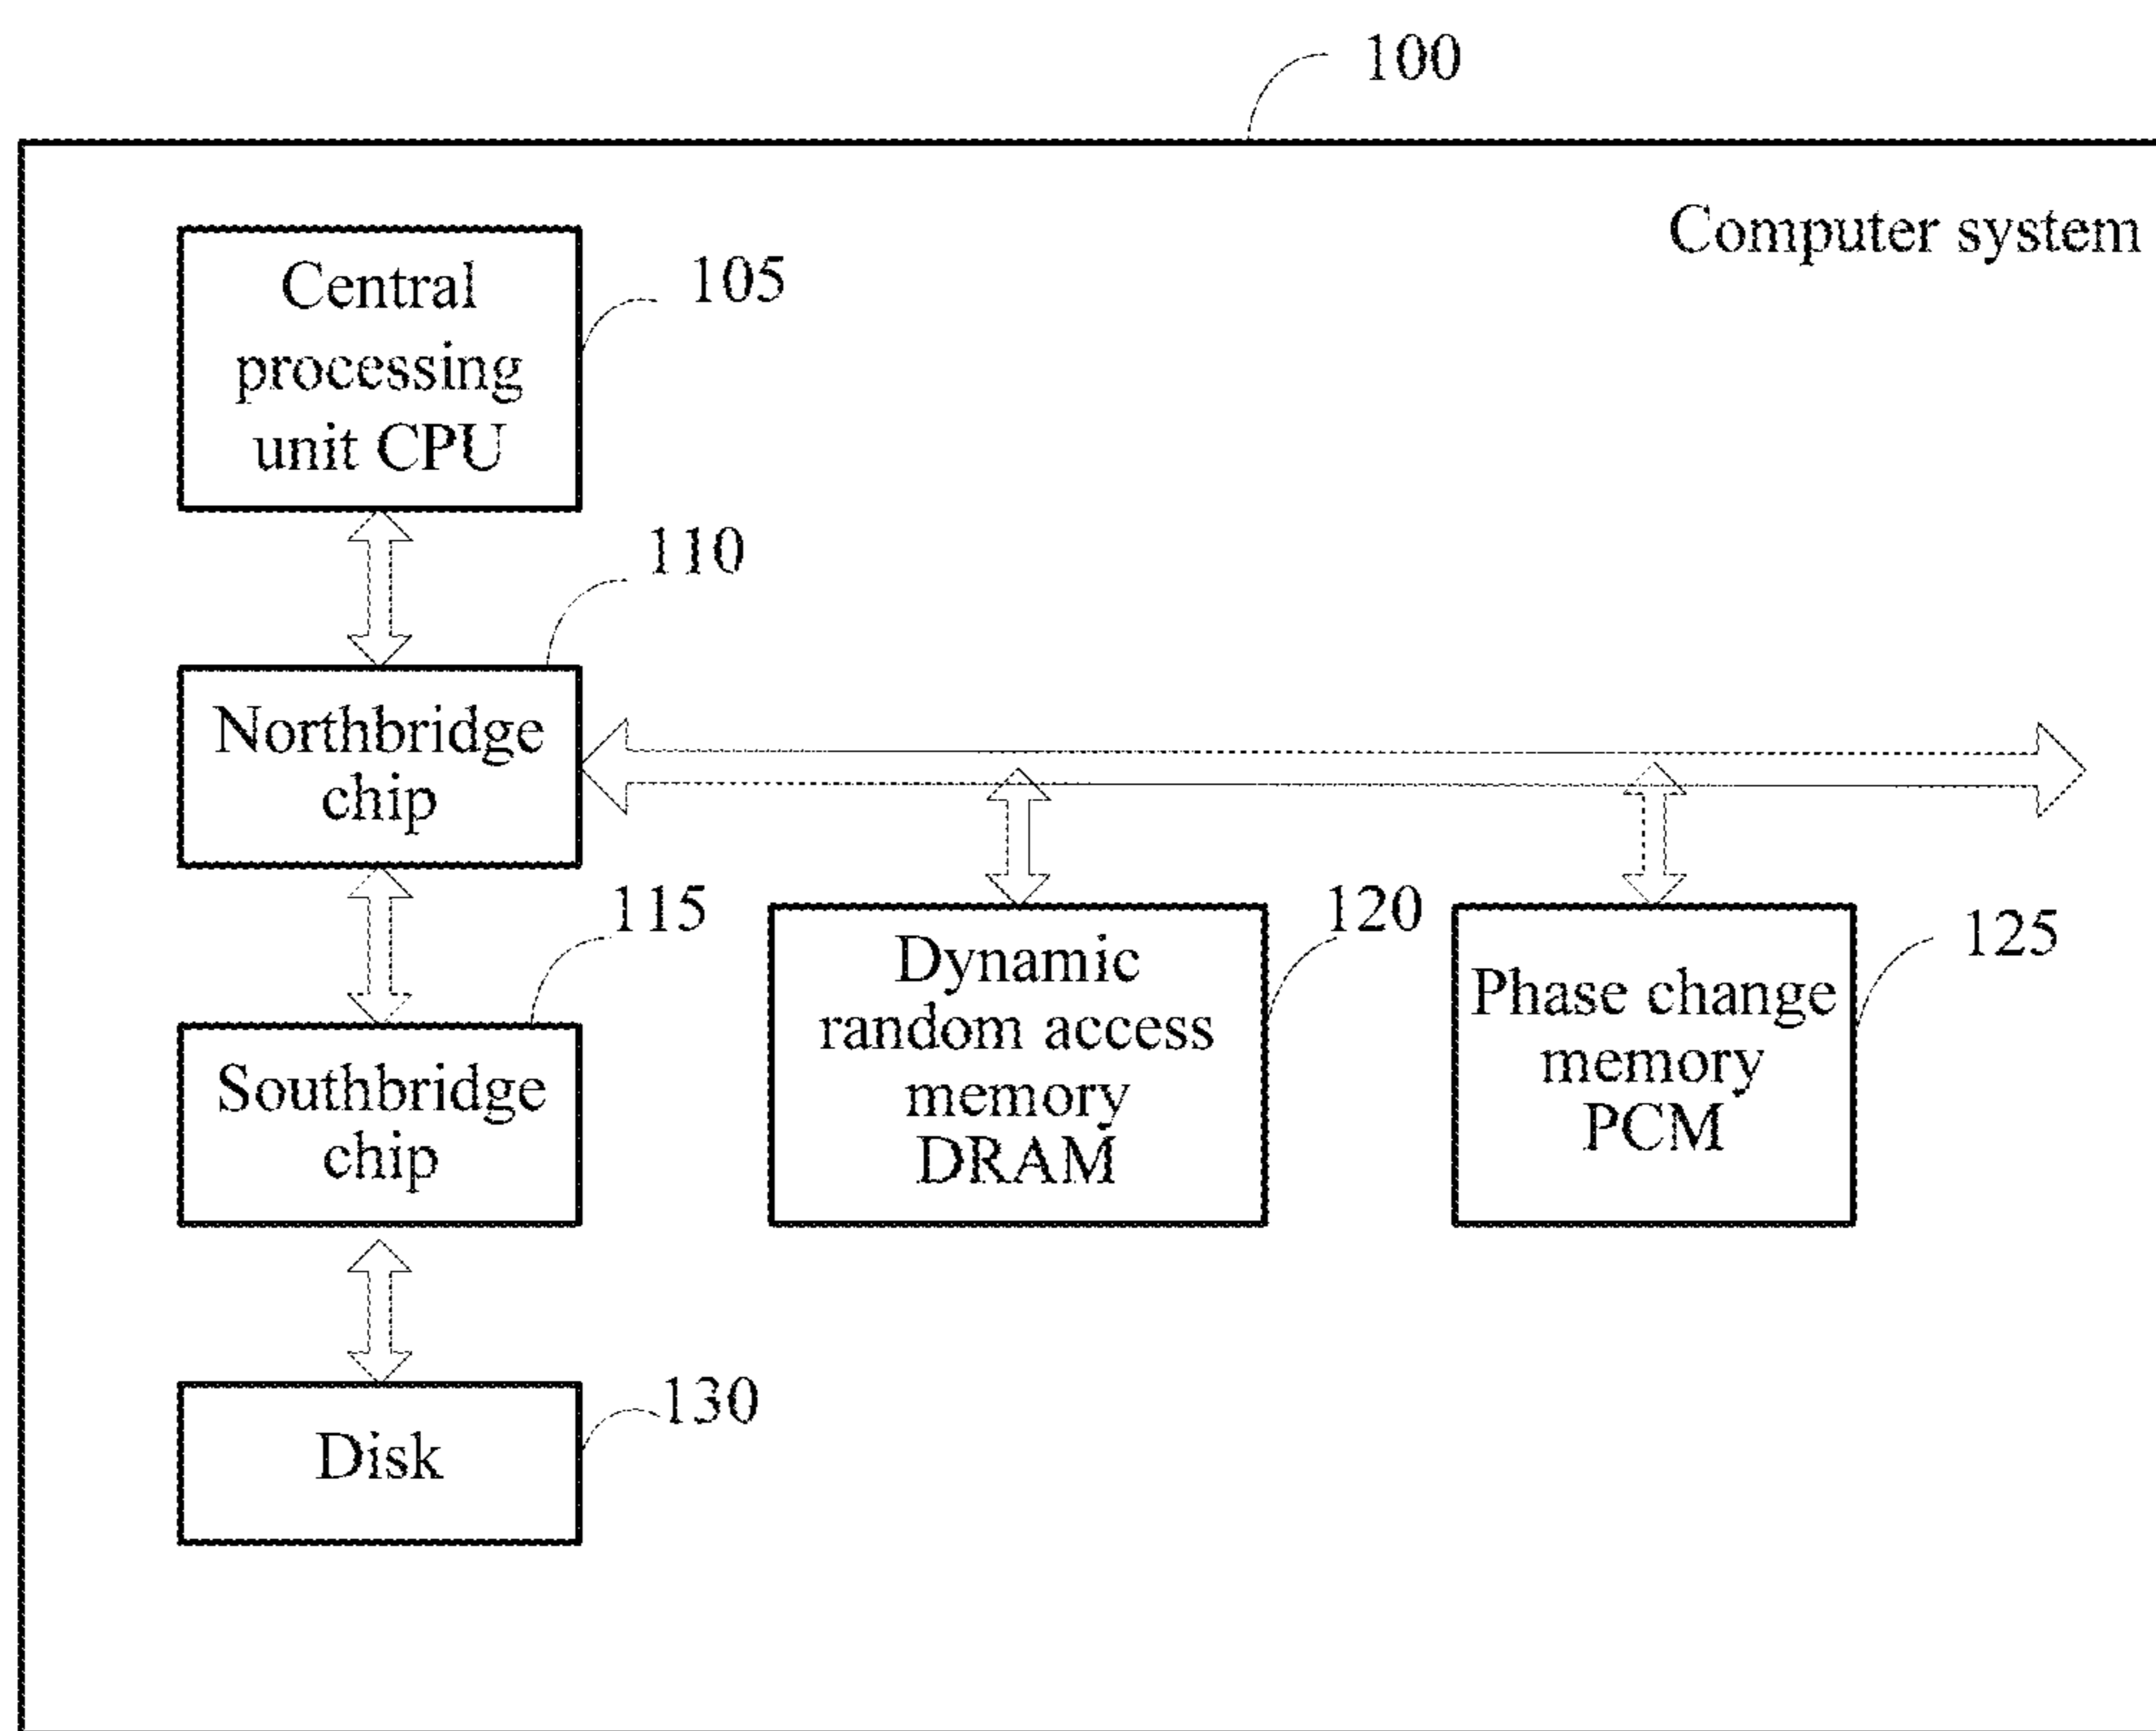 100
Computer system
Central
processing
unit CPU
105
110
Northbridge
chip
115
Southbridge
chip
120
Dynamic
random access
memory
DRAM
125
Phase change
memory
PCM
130
Disk